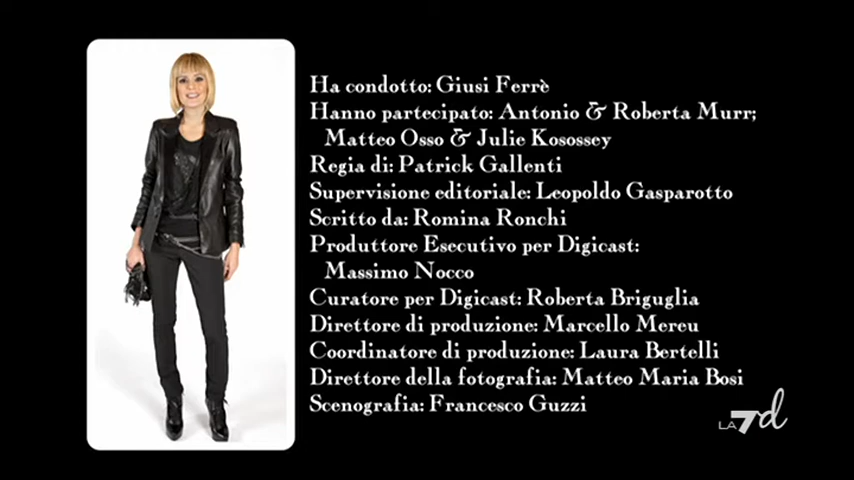 Ha condotto: Giusi Ferrè
Hanno partecipato: Antonio & Roberta Murr;
Matteo Osso & Julie Kosossey
Regia di: Patrick Gallenti
Supervisione editoriale: Leopoldo Gasparotto
Scritto da: Romina Ronchi
Produttore Esecutivo per Digicast:
Massimo Nocco
Curatore per Digicast: Roberta Briguglia
Direttore di produzione: Marcello Mereu
Coordinatore di produzione: Laura Bertelli
Direttore della fotografia: Matteo Maria Bosi
Scenografia: Francesco Guzzi
LA7d